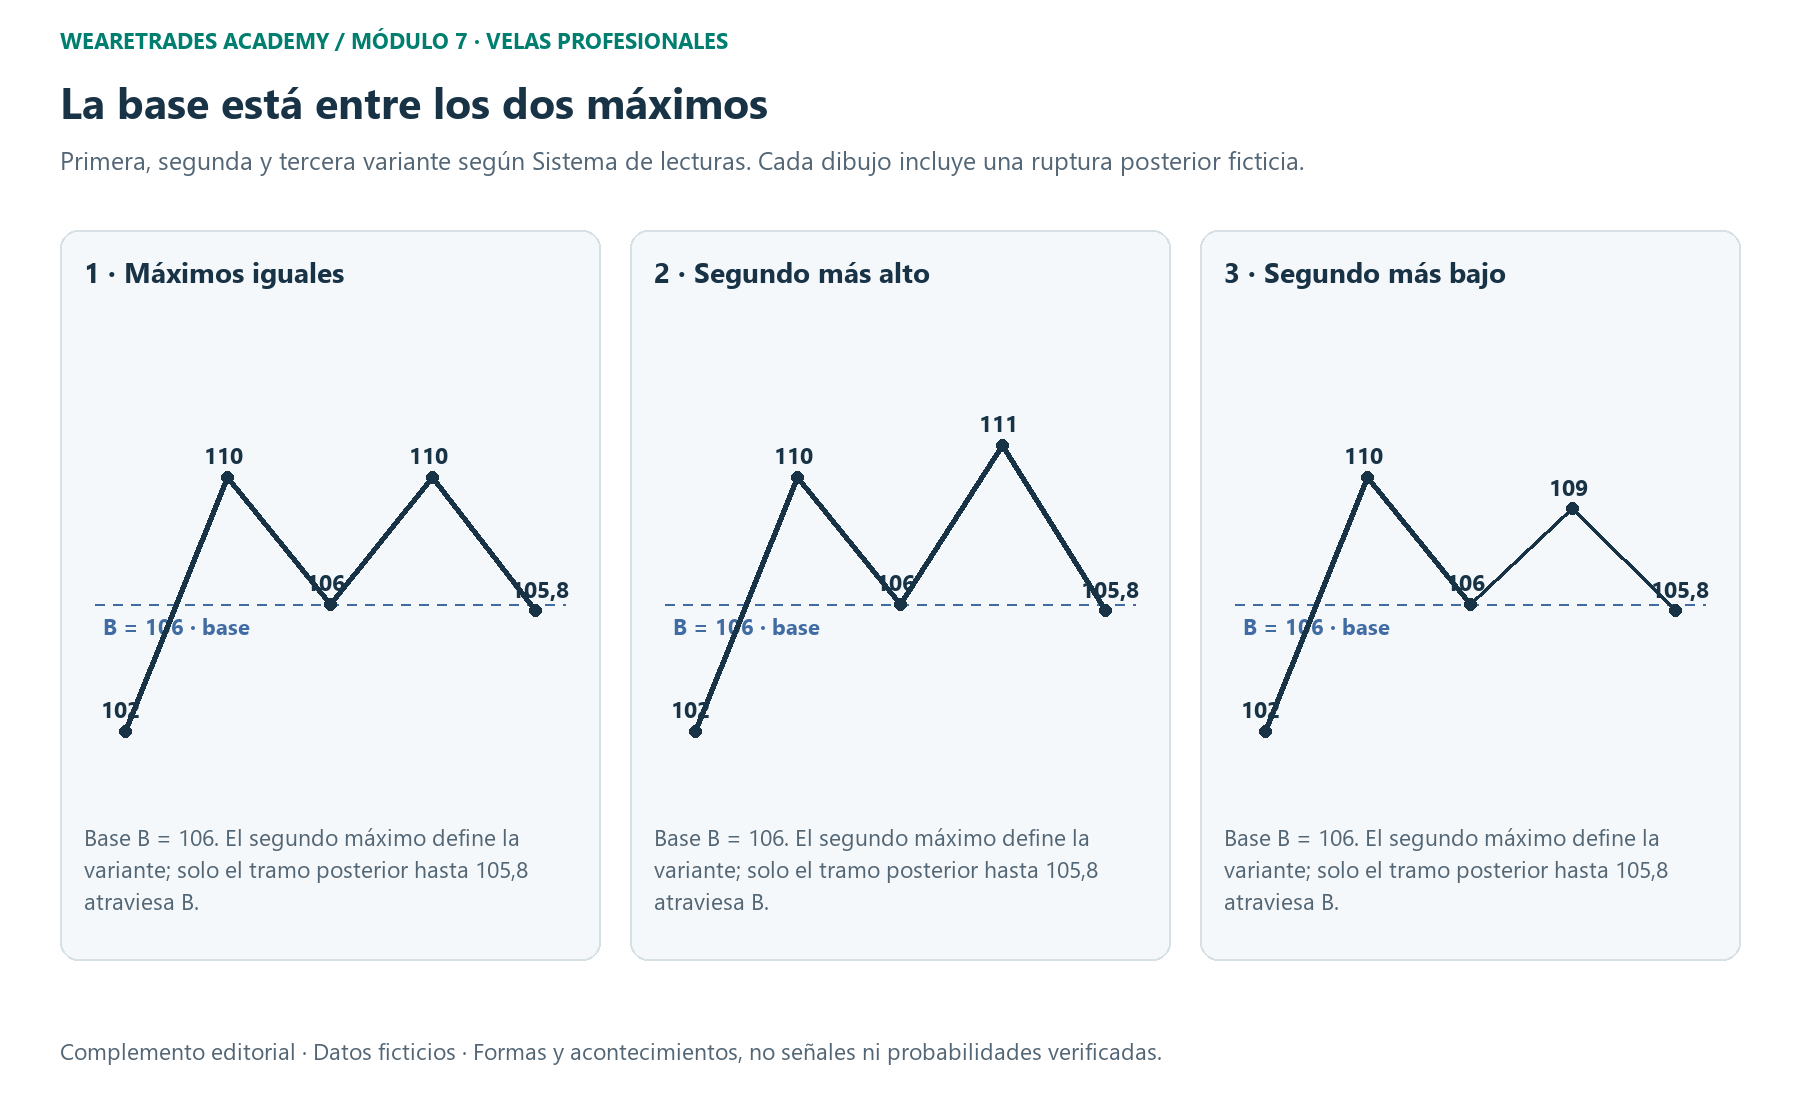 WEARETRADES ACADEMY / MÓDULO 7 · VELAS PROFESIONALES
La base está entre los dos máximos
Primera, segunda y tercera variante según Sistema de lecturas. Cada dibujo incluye una ruptura posterior ficticia.
1 · Máximos iguales
110
110
106
105,8
B = 106 · base
102
Base B = 106. El segundo máximo define la
variante; solo el tramo posterior hasta 105,8
atraviesa B.
2 · Segundo más alto
111
110
106
105,8
B = 106 · base
102
Base B = 106. El segundo máximo define la
variante; solo el tramo posterior hasta 105,8
atraviesa B.
3 · Segundo más bajo
110
109
106
105,8
B = 106 · base
102
Base B = 106. El segundo máximo define la
variante; solo el tramo posterior hasta 105,8
atraviesa B.
Complemento editorial · Datos ficticios · Formas y acontecimientos, no señales ni probabilidades verificadas.